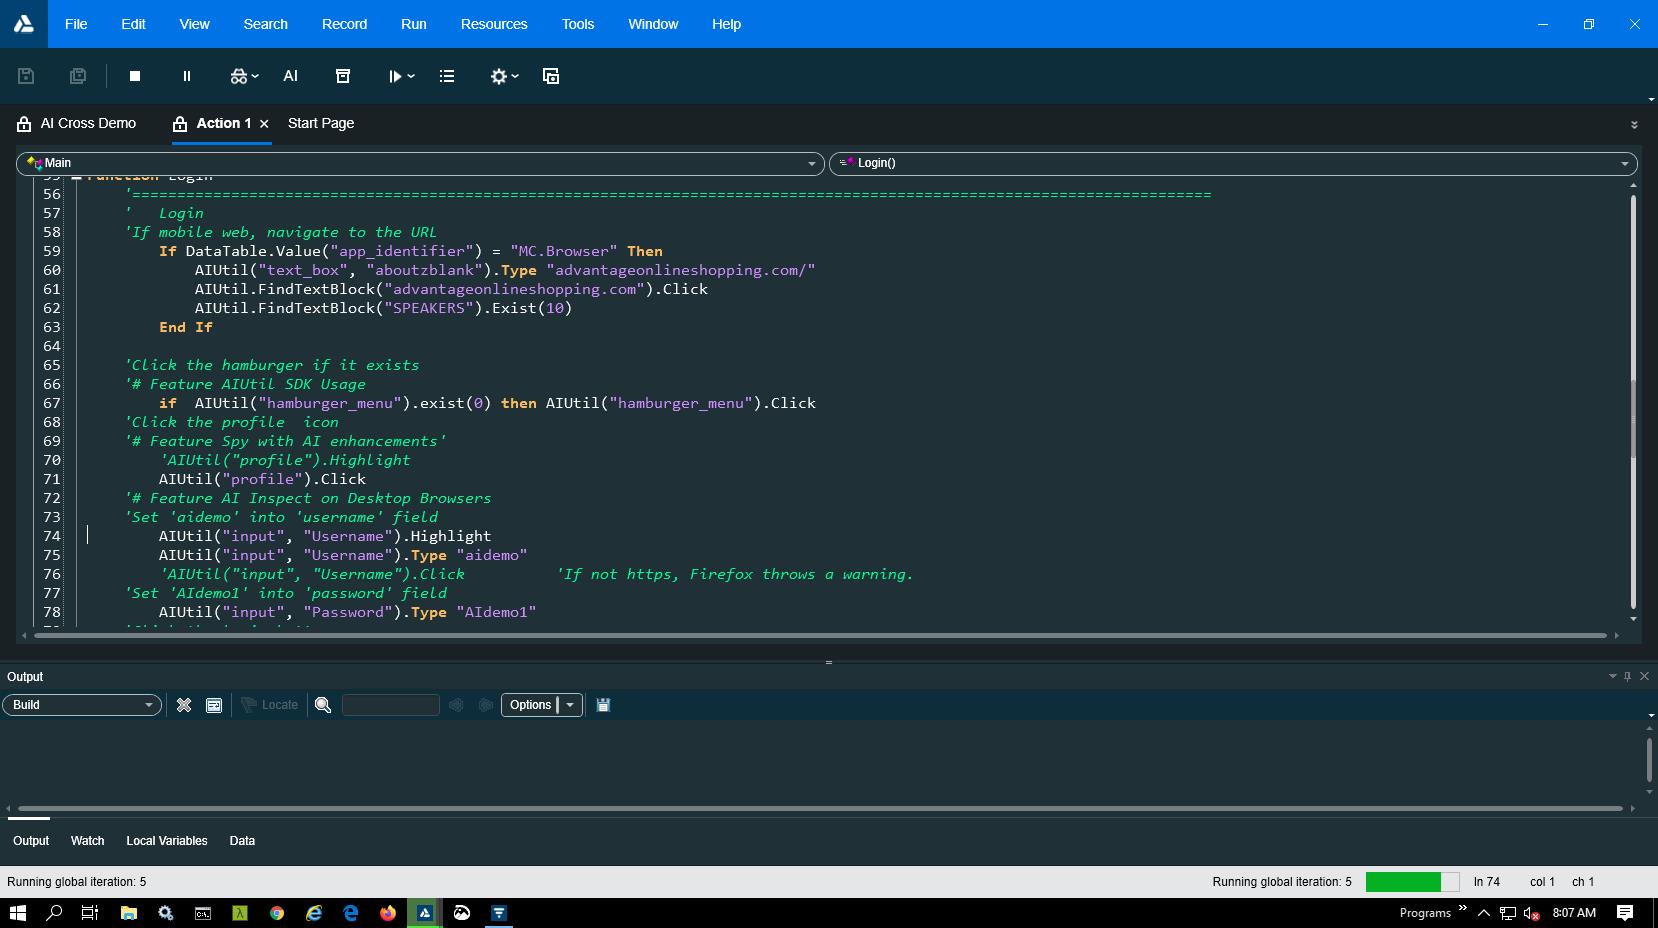 File Edit View Search Record Run Resources Tools Window Help
AI
AI Cross Demo Action 1 Start Page
Main Login()
55 Function Login
56 '========================================================================================================================
57 '   Login
58 'If mobile web, navigate to the URL
59 If DataTable.Value("app_identifier") = "MC.Browser" Then
60 AIUtil("text_box", "aboutzblank").Type "advantageonlineshopping.com/"
61 AIUtil.FindTextBlock("advantageonlineshopping.com").Click
62 AIUtil.FindTextBlock("SPEAKERS").Exist(10)
63 End If
64
65 'Click the hamburger if it exists
66 '# Feature AIUtil SDK Usage
67 if  AIUtil("hamburger_menu").exist(0) then AIUtil("hamburger_menu").Click
68 'Click the profile  icon
69 '# Feature Spy with AI enhancements'
70 'AIUtil("profile").Highlight
71 AIUtil("profile").Click
72 '# Feature AI Inspect on Desktop Browsers
73 'Set 'aidemo' into 'username' field
74 AIUtil("input", "Username").Highlight
75 AIUtil("input", "Username").Type "aidemo"
76 'AIUtil("input", "Username").Click          'If not https, Firefox throws a warning.
77 'Set 'AIdemo1' into 'password' field
78 AIUtil("input", "Password").Type "AIdemo1"
Output
Build Locate Options
Output Watch Local Variables Data
Running global iteration: 5 Running global iteration: 5 ln 74 col 1 ch 1
Programs 8:07 AM